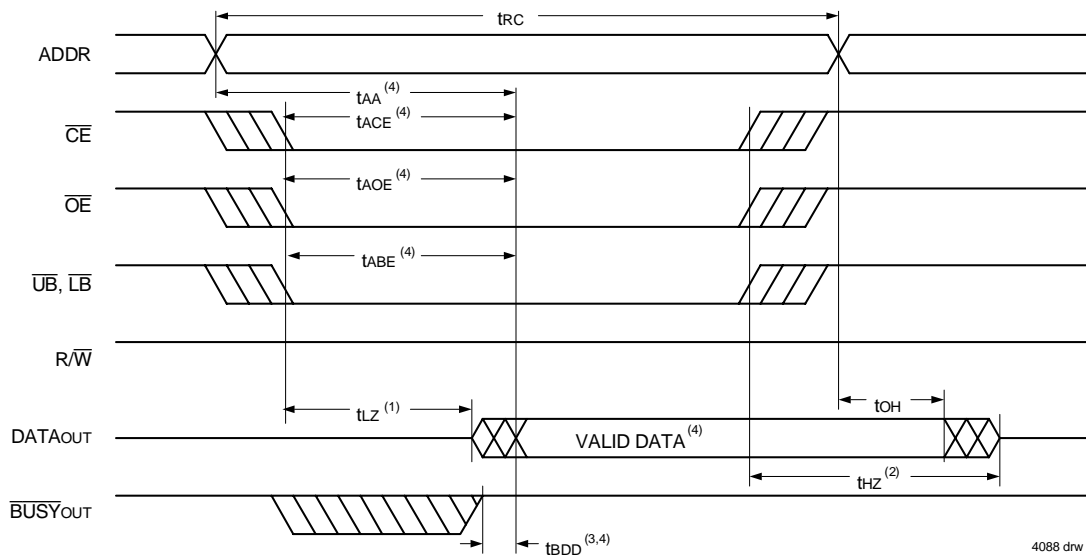 tRC
ADDR
tAA (4)
tACE (4)
CE
tAOE (4)
OE
tABE (4)
UB, LB
R/W
tLZ (1)
tOH
DATAOUT
VALID DATA(4)
tHZ (2)
BUSYOUT
tBDD (3,4)
4088 drw